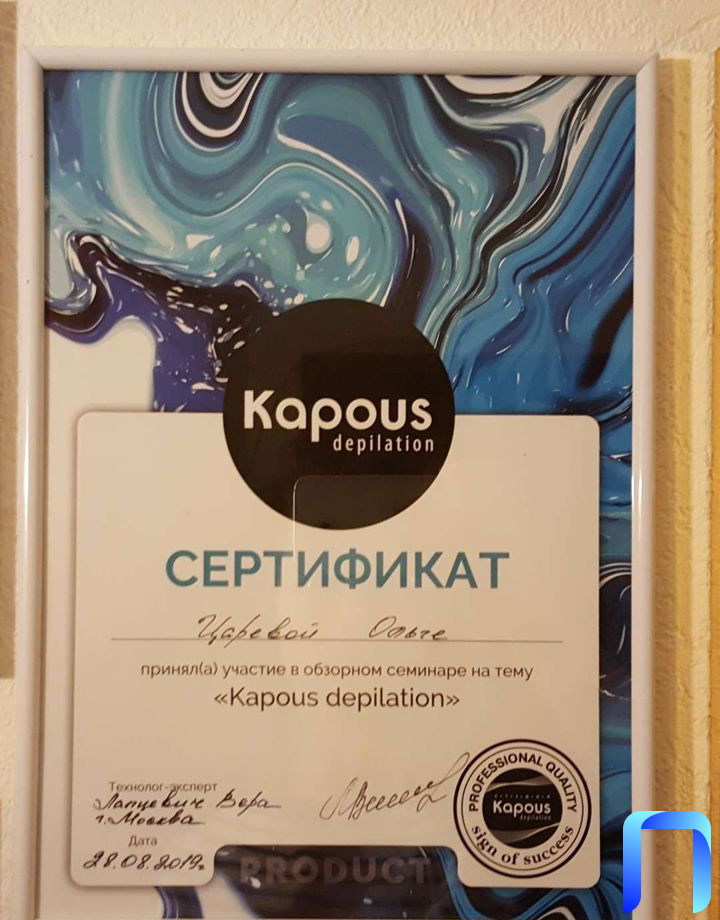 Kapous
depilation
СЕРТИФИКАТ
Царевой Ольге
принял(а) участие в обзорном семинаре на тему
«Kapous depilation»
Технолог-эксперт
Лапцевич Вера
г. Москва
Дата
28.08.2019г.
PROFESSIONAL QUALITY
Kapous
depilation
sign of success
PRODUCT